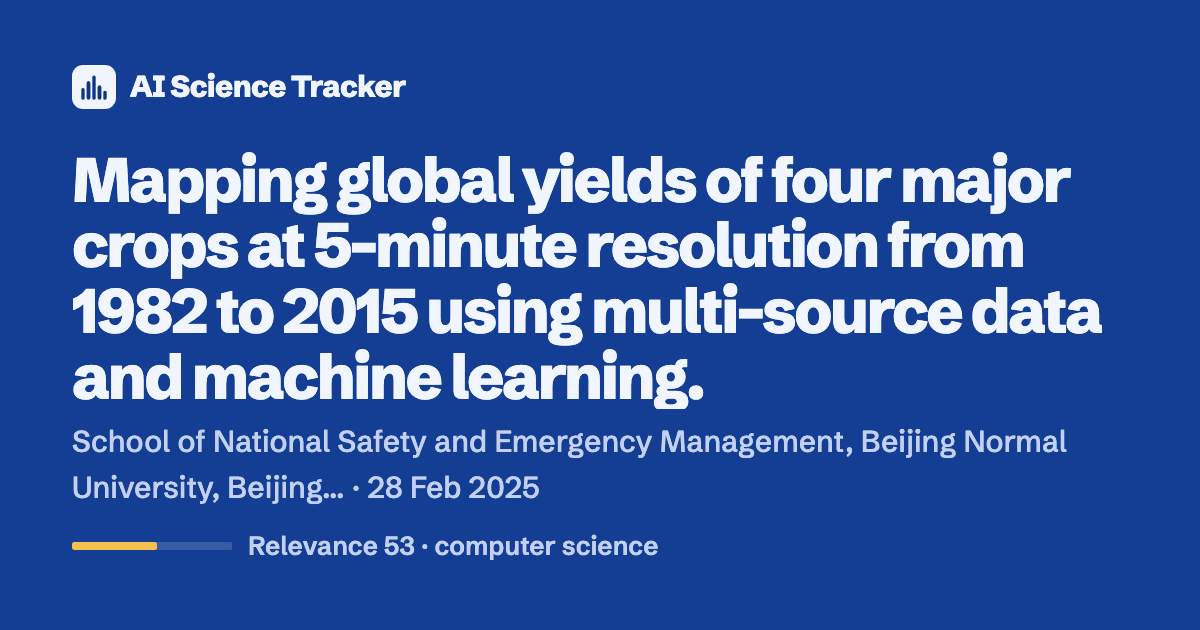 AI Science Tracker
Mapping global yields of four major
crops at 5-minute resolution from
1982 to 2015 using multi-source data
and machine learning.
School of National Safety and Emergency Management, Beijing Normal
University, Beijing... · 28 Feb 2025
Relevance 53 · computer science